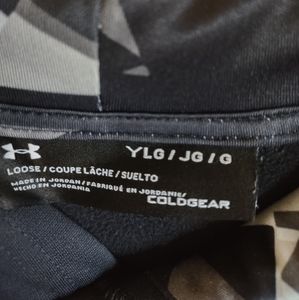 YLG / JG / G
LOOSE / COUPE LÂCHE / SUELTO
MADE IN JORDAN / FABRIQUÉ EN JORDANIE /
HECHO EN JORDANIA
COLDGEAR